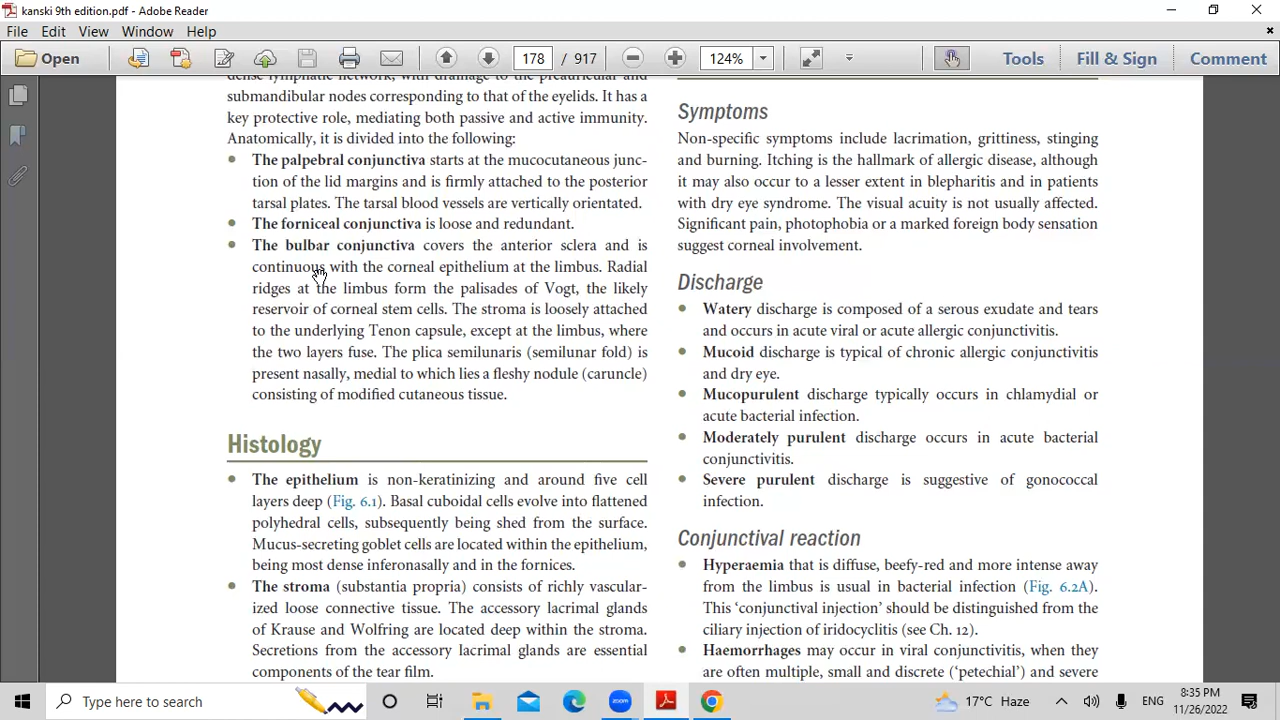 kanski 9th edition.pdf - Adobe Reader
File Edit View Window Help
Open 178 / 917 124% Tools Fill & Sign Comment
dense lymphatic network, with drainage to the preauricular and
submandibular nodes corresponding to that of the eyelids. It has a
key protective role, mediating both passive and active immunity.
Anatomically, it is divided into the following:
• The palpebral conjunctiva starts at the mucocutaneous junc-
tion of the lid margins and is firmly attached to the posterior
tarsal plates. The tarsal blood vessels are vertically orientated.
• The forniceal conjunctiva is loose and redundant.
• The bulbar conjunctiva covers the anterior sclera and is
continuous with the corneal epithelium at the limbus. Radial
ridges at the limbus form the palisades of Vogt, the likely
reservoir of corneal stem cells. The stroma is loosely attached
to the underlying Tenon capsule, except at the limbus, where
the two layers fuse. The plica semilunaris (semilunar fold) is
present nasally, medial to which lies a fleshy nodule (caruncle)
consisting of modified cutaneous tissue.
Histology
• The epithelium is non-keratinizing and around five cell
layers deep (Fig. 6.1). Basal cuboidal cells evolve into flattened
polyhedral cells, subsequently being shed from the surface.
Mucus-secreting goblet cells are located within the epithelium,
being most dense inferonasally and in the fornices.
• The stroma (substantia propria) consists of richly vascular-
ized loose connective tissue. The accessory lacrimal glands
of Krause and Wolfring are located deep within the stroma.
Secretions from the accessory lacrimal glands are essential
components of the tear film.
Symptoms
Non-specific symptoms include lacrimation, grittiness, stinging
and burning. Itching is the hallmark of allergic disease, although
it may also occur to a lesser extent in blepharitis and in patients
with dry eye syndrome. The visual acuity is not usually affected.
Significant pain, photophobia or a marked foreign body sensation
suggest corneal involvement.
Discharge
• Watery discharge is composed of a serous exudate and tears
and occurs in acute viral or acute allergic conjunctivitis.
• Mucoid discharge is typical of chronic allergic conjunctivitis
and dry eye.
• Mucopurulent discharge typically occurs in chlamydial or
acute bacterial infection.
• Moderately purulent discharge occurs in acute bacterial
conjunctivitis.
• Severe purulent discharge is suggestive of gonococcal
infection.
Conjunctival reaction
• Hyperaemia that is diffuse, beefy-red and more intense away
from the limbus is usual in bacterial infection (Fig. 6.2A).
This ‘conjunctival injection’ should be distinguished from the
ciliary injection of iridocyclitis (see Ch. 12).
• Haemorrhages may occur in viral conjunctivitis, when they
are often multiple, small and discrete (‘petechial’) and severe
Type here to search
zoom
17°C Haze
ENG
8:35 PM
11/26/2022